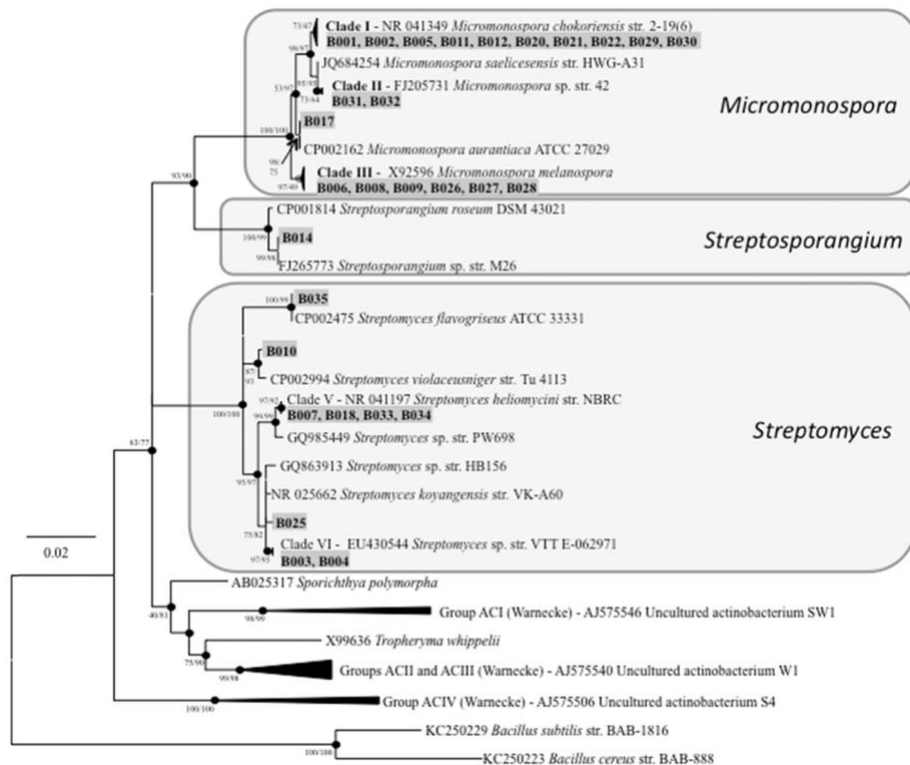 73/47
Clade I - NR 041349 Micromonospora chokoriensis str. 2-19(6)
B001, B002, B005, B011, B012, B020, B021, B022, B029, B030
98/97
JQ684254 Micromonospora saelicesensis str. HWG-A31
53/92
95/95
Clade II - FJ205731 Micromonospora sp. str. 42
73/64
B031, B032
Micromonospora
B017
100/100
CP002162 Micromonospora aurantiaca ATCC 27029
98/
75
Clade III - X92596 Micromonospora melanospora
97/49
B006, B008, B009, B026, B027, B028
93/90
CP001814 Streptosporangium roseum DSM 43021
100/99
B014
Streptosporangium
99/98
FJ265773 Streptosporangium sp. str. M26
100/99
B035
CP002475 Streptomyces flavogriseus ATCC 33331
B010
87/
CP002994 Streptomyces violaceusniger str. Tu 4113
97/92
Clade V - NR 041197 Streptomyces heliomycini str. NBRC
100/100
99/99
B007, B018, B033, B034
Streptomyces
GQ985449 Streptomyces sp. str. PW698
63/77
GQ863913 Streptomyces sp. str. HB156
95/97
NR 025662 Streptomyces koyangensis str. VK-A60
B025
75/82
0.02
Clade VI - EU430544 Streptomyces sp. str. VTT E-062971
97/95
B003, B004
AB025317 Sporichthya polymorpha
40/81
Group ACI (Warnecke) - AJ575546 Uncultured actinobacterium SW1
98/99
X99636 Tropheryma whippelii
75/90
Groups ACII and ACIII (Warnecke) - AJ575540 Uncultured actinobacterium W1
99/98
Group ACIV (Warnecke) - AJ575506 Uncultured actinobacterium S4
100/100
KC250229 Bacillus subtilis str. BAB-1816
100/100
KC250223 Bacillus cereus str. BAB-888